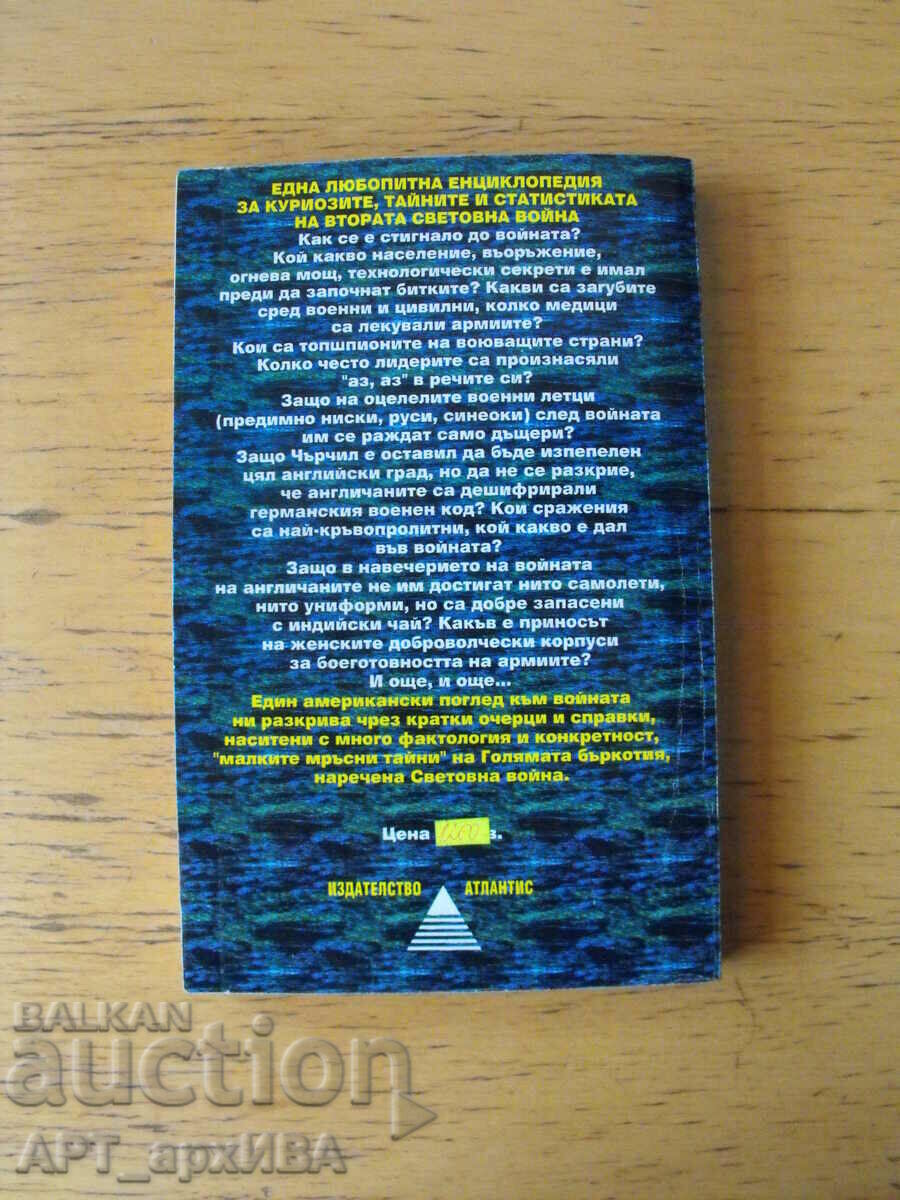 ЕДНА ЛЮБОПИТНА ЕНЦИКЛОПЕДИЯ
ЗА КУРИОЗИТЕ, ТАЙНИТЕ И СТАТИСТИКАТА
НА ВТОРАТА СВЕТОВНА ВОЙНА
Как се е стигнало до войната?
Кой какво население, въоръжение,
огнева мощ, технологически секрети е имал
преди да започнат битките? Какви са загубите
сред военни и цивилни, колко медици
са лекували армиите?
Кои са топшпионите на воюващите страни?
Колко често лидерите са произнасяли
"аз, аз" в речите си?
Защо на оцелелите военни летци
(предимно ниски, руси, синеоки) след войната
им се раждат само дъщери?
Защо Чърчил е оставил да бъде изпепелен
цял английски град, но да не се разкрие,
че англичаните са дешифрирали
германския военен код? Кои сражения
са най-кръвопролитни, кой какво е дал
във войната?
Защо в навечерието на войната
на англичаните не им достигат нито самолети,
нито униформи, но са добре запасени
с индийски чай? Какъв е приносът
на женските доброволчески корпуси
за боеготовността на армиите?
И още, и още...
Един американски поглед към войната
ни разкрива чрез кратки очерци и справки,
наситени с много фактология и конкретност,
"малките мръсни тайни" на Голямата бъркотия,
наречена Световна война.
Цена в.
ИЗДАТЕЛСТВО АТЛАНТИС
BALKAN
auction
АРТ_архИВА